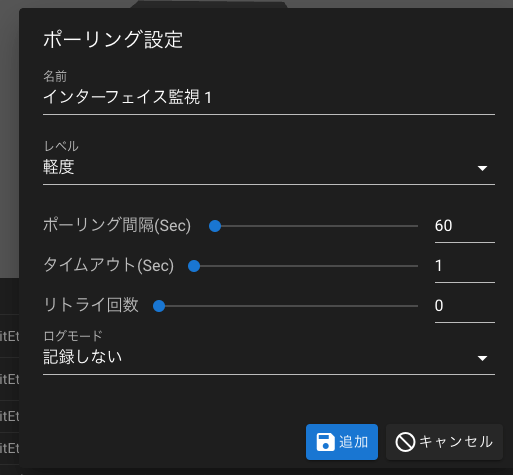 ポーリング設定
名前
インターフェイス監視 1
レベル
軽度
ポーリング間隔(Sec) 60
タイムアウト(Sec) 1
リトライ回数 0
ログモード
記録しない
itEt
itEt
itEt
itEt
追加 キャンセル